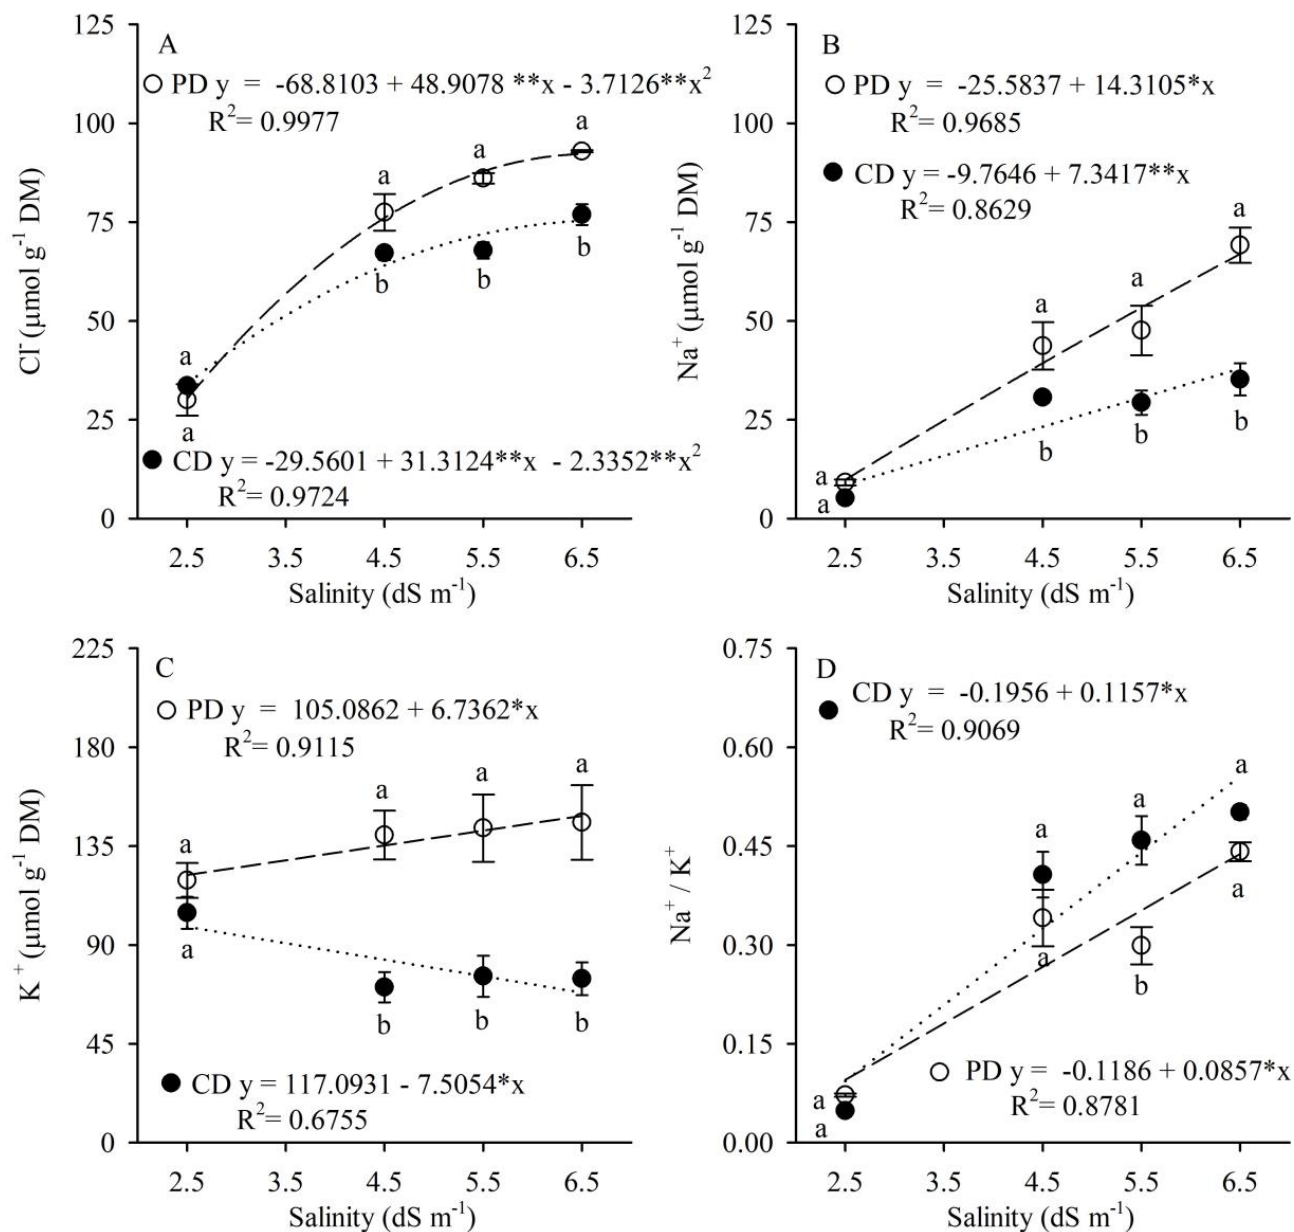 A
PD y = -68.8103 + 48.9078 **x - 3.7126**x²
R²= 0.9977
a
a
a
a
a
b
b
b
CD y = -29.5601 + 31.3124**x - 2.3352**x²
R²= 0.9724
Cl⁻ (µmol g⁻¹ DM)
125
100
75
50
25
0
2.5 3.5 4.5 5.5 6.5
Salinity (dS m⁻¹)
B
PD y = -25.5837 + 14.3105*x
R²= 0.9685
CD y = -9.7646 + 7.3417**x
R²= 0.8629
a
a
a
a
a
b
b
b
Na⁺ (µmol g⁻¹ DM)
125
100
75
50
25
0
2.5 3.5 4.5 5.5 6.5
Salinity (dS m⁻¹)
C
PD y = 105.0862 + 6.7362*x
R²= 0.9115
a
a
a
a
a
b
b
b
CD y = 117.0931 - 7.5054*x
R²= 0.6755
K⁺ (µmol g⁻¹ DM)
225
180
135
90
45
0
2.5 3.5 4.5 5.5 6.5
Salinity (dS m⁻¹)
D
CD y = -0.1956 + 0.1157*x
R²= 0.9069
a
a
a
a
a
a
b
a
PD y = -0.1186 + 0.0857*x
R²= 0.8781
Na⁺ / K⁺
0.75
0.60
0.45
0.30
0.15
0.00
2.5 3.5 4.5 5.5 6.5
Salinity (dS m⁻¹)